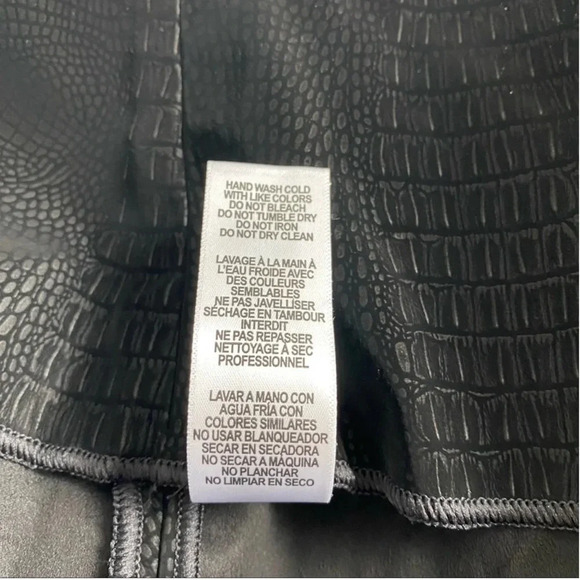 HAND WASH COLD
WITH LIKE COLORS
DO NOT BLEACH
DO NOT TUMBLE DRY
DO NOT IRON
DO NOT DRY CLEAN
LAVAGE À LA MAIN À
L'EAU FROIDE AVEC
DES COULEURS
SEMBLABLES
NE PAS JAVELLISER
SÉCHAGE EN TAMBOUR
INTERDIT
NE PAS REPASSER
NETTOYAGE À SEC
PROFESSIONNEL
LAVAR A MANO CON
AGUA FRÍA CON
COLORES SIMILARES
NO USAR BLANQUEADOR
SECAR EN SECADORA
NO SECAR A MÁQUINA
NO PLANCHAR
NO LIMPIAR EN SECO